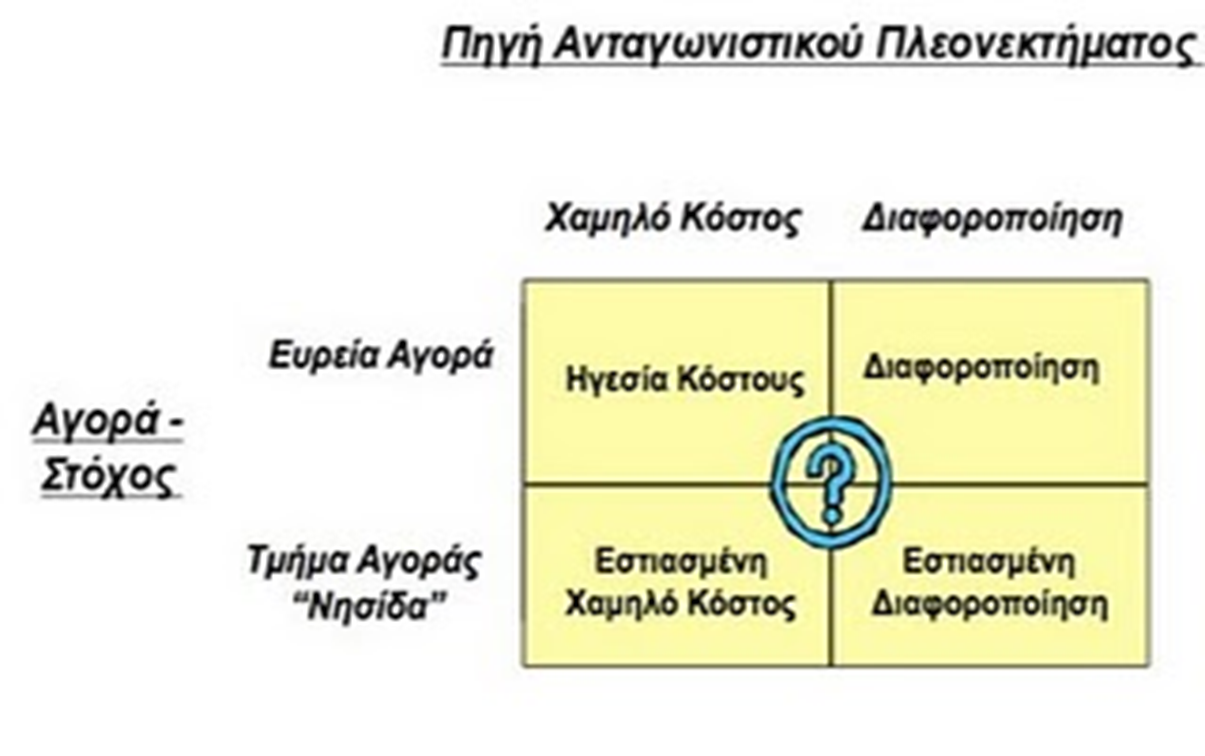 Πηγή Ανταγωνιστικού Πλεονεκτήματος
Χαμηλό Κόστος Διαφοροποίηση
Ευρεία Αγορά
Ηγεσία Κόστους Διαφοροποίηση
Αγορά -
Στόχος
?
Τμήμα Αγοράς
“Νησίδα”
Εστιασμένη
Χαμηλό Κόστος
Εστιασμένη
Διαφοροποίηση